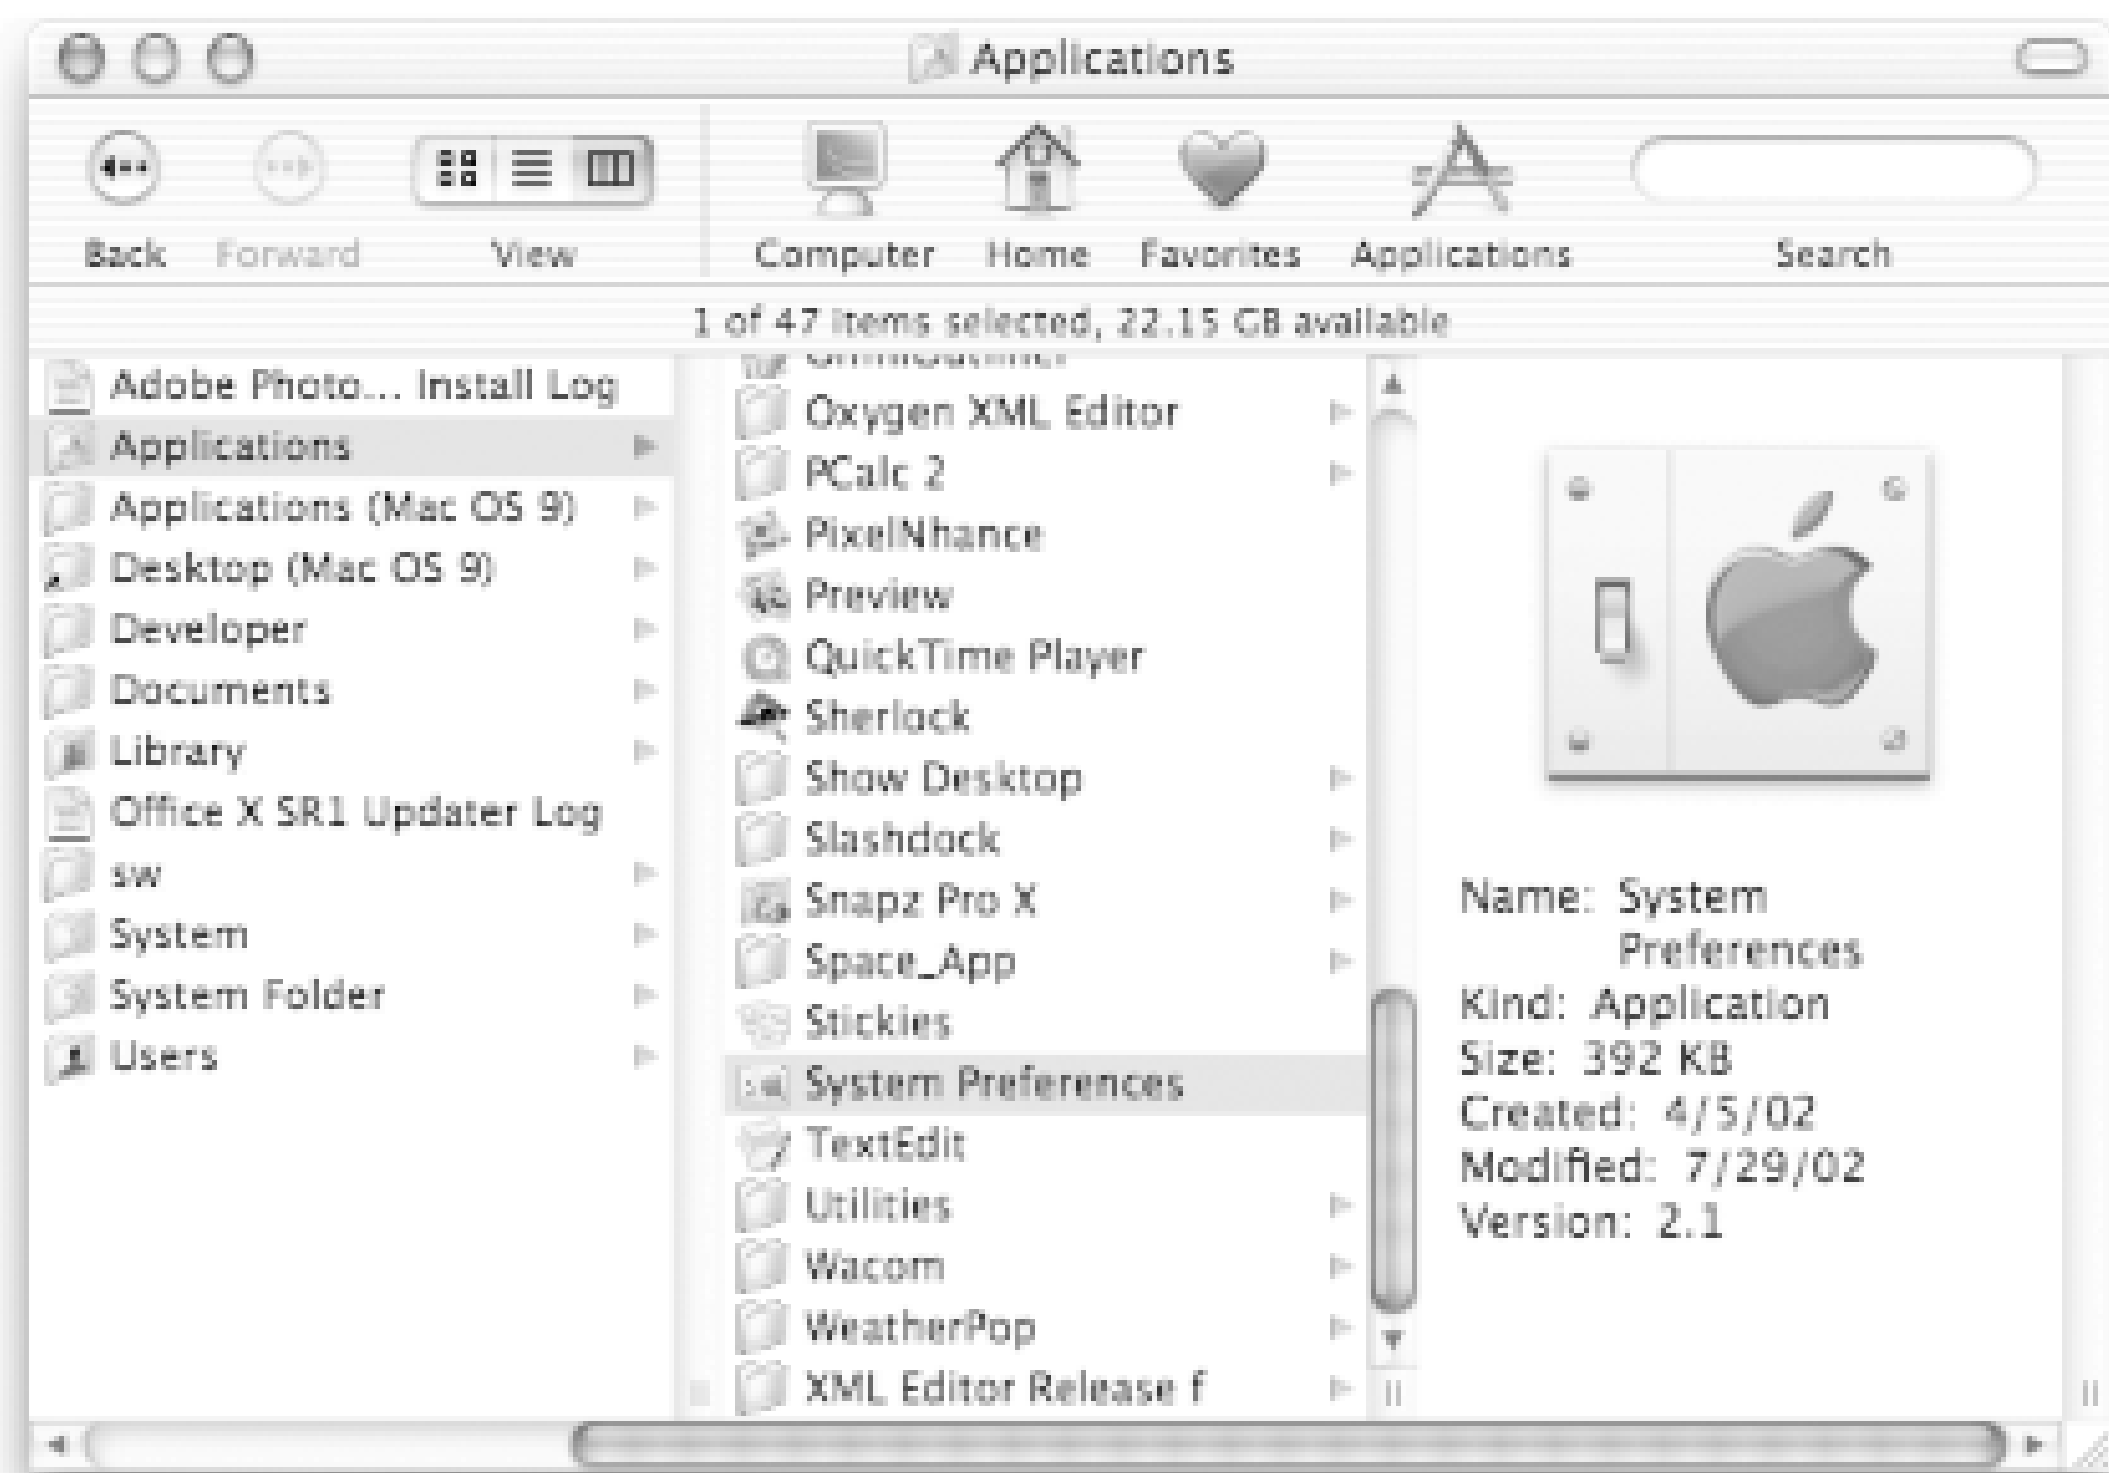 Applications
Back Forward View Computer Home Favorites Applications Search
1 of 47 items selected, 22.15 GB available
Adobe Photo... Install Log
Applications
Applications (Mac OS 9)
Desktop (Mac OS 9)
Developer
Documents
Library
Office X SR1 Updater Log
sw
System
System Folder
Users
Oxygen XML Editor
PCalc 2
PixelNhance
Preview
QuickTime Player
Sherlock
Show Desktop
Slashdock
Snapz Pro X
Space_App
Stickies
System Preferences
TextEdit
Utilities
Wacom
WeatherPop
XML Editor Release f
Name: System
Preferences
Kind: Application
Size: 392 KB
Created: 4/5/02
Modified: 7/29/02
Version: 2.1